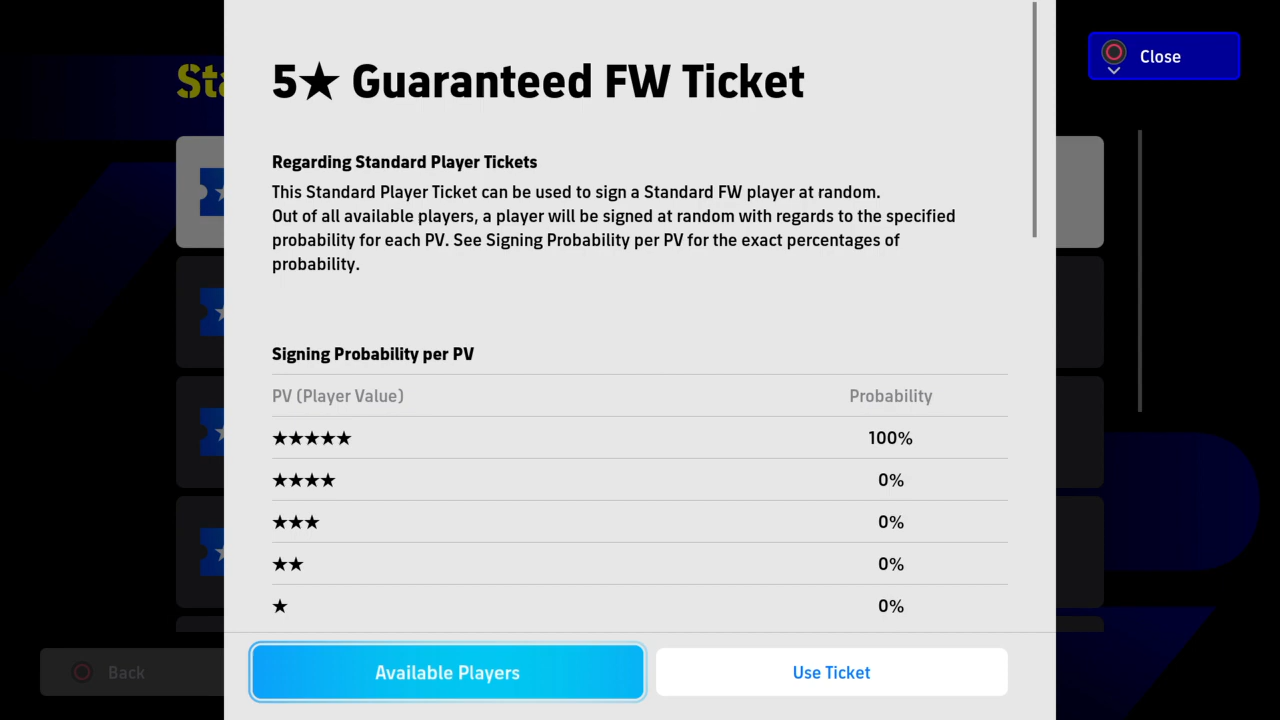 Sta
Close
5★ Guaranteed FW Ticket
Regarding Standard Player Tickets
This Standard Player Ticket can be used to sign a Standard FW player at random.
Out of all available players, a player will be signed at random with regards to the specified
probability for each PV. See Signing Probability per PV for the exact percentages of
probability.
Signing Probability per PV
PV (Player Value) Probability
★★★★★ 100%
★★★★ 0%
★★★ 0%
★★ 0%
★ 0%
Back
Available Players
Use Ticket